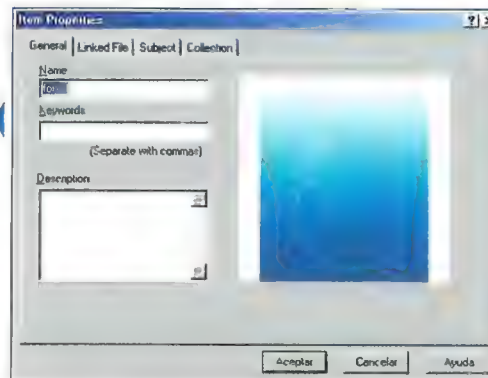 Item Properties
General Linked File Subject Collection
Name
Keywords
(Separate with commas)
Description
Aceptar Cancelar Ayuda